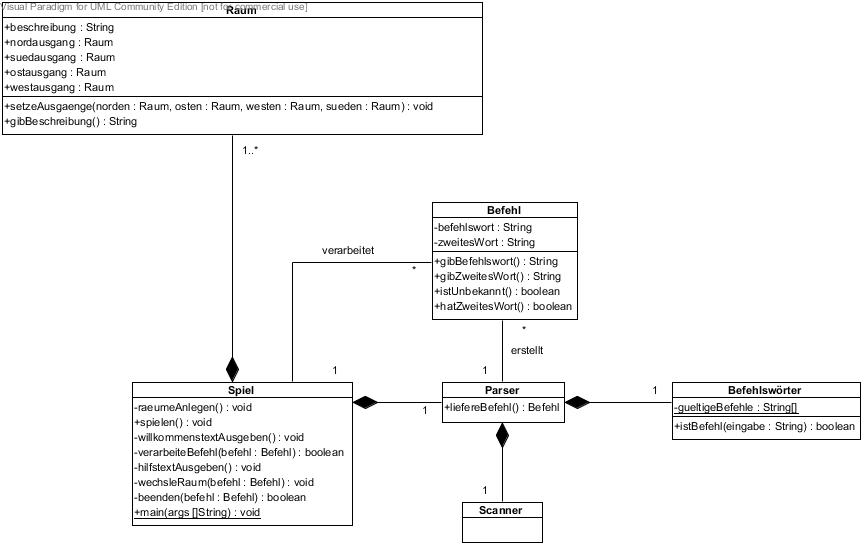 Visual Paradigm for UML Community Edition [not for commercial use]
Raum
+beschreibung : String
+nordausgang : Raum
+suedausgang : Raum
+ostausgang : Raum
+westausgang : Raum
+setzeAusgaenge(norden : Raum, osten : Raum, westen : Raum, sueden : Raum) : void
+gibBeschreibung() : String
1..*
Befehl
-befehlswort : String
-zweitesWort : String
+gibBefehlswort() : String
+gibZweitesWort() : String
+istUnbekannt() : boolean
+hatZweitesWort() : boolean
verarbeitet
*
*
erstellt
1
1
Spiel
-raeumeAnlegen() : void
+spielen() : void
-willkommenstextAusgeben() : void
-verarbeiteBefehl(befehl : Befehl) : boolean
-hilfstextAusgeben() : void
-wechsleRaum(befehl : Befehl) : void
-beenden(befehl : Befehl) : boolean
+main(args []String) : void
1
Parser
+liefereBefehl() : Befehl
1
Befehlswörter
-gueltigeBefehle : String[]
+istBefehl(eingabe : String) : boolean
1
Scanner